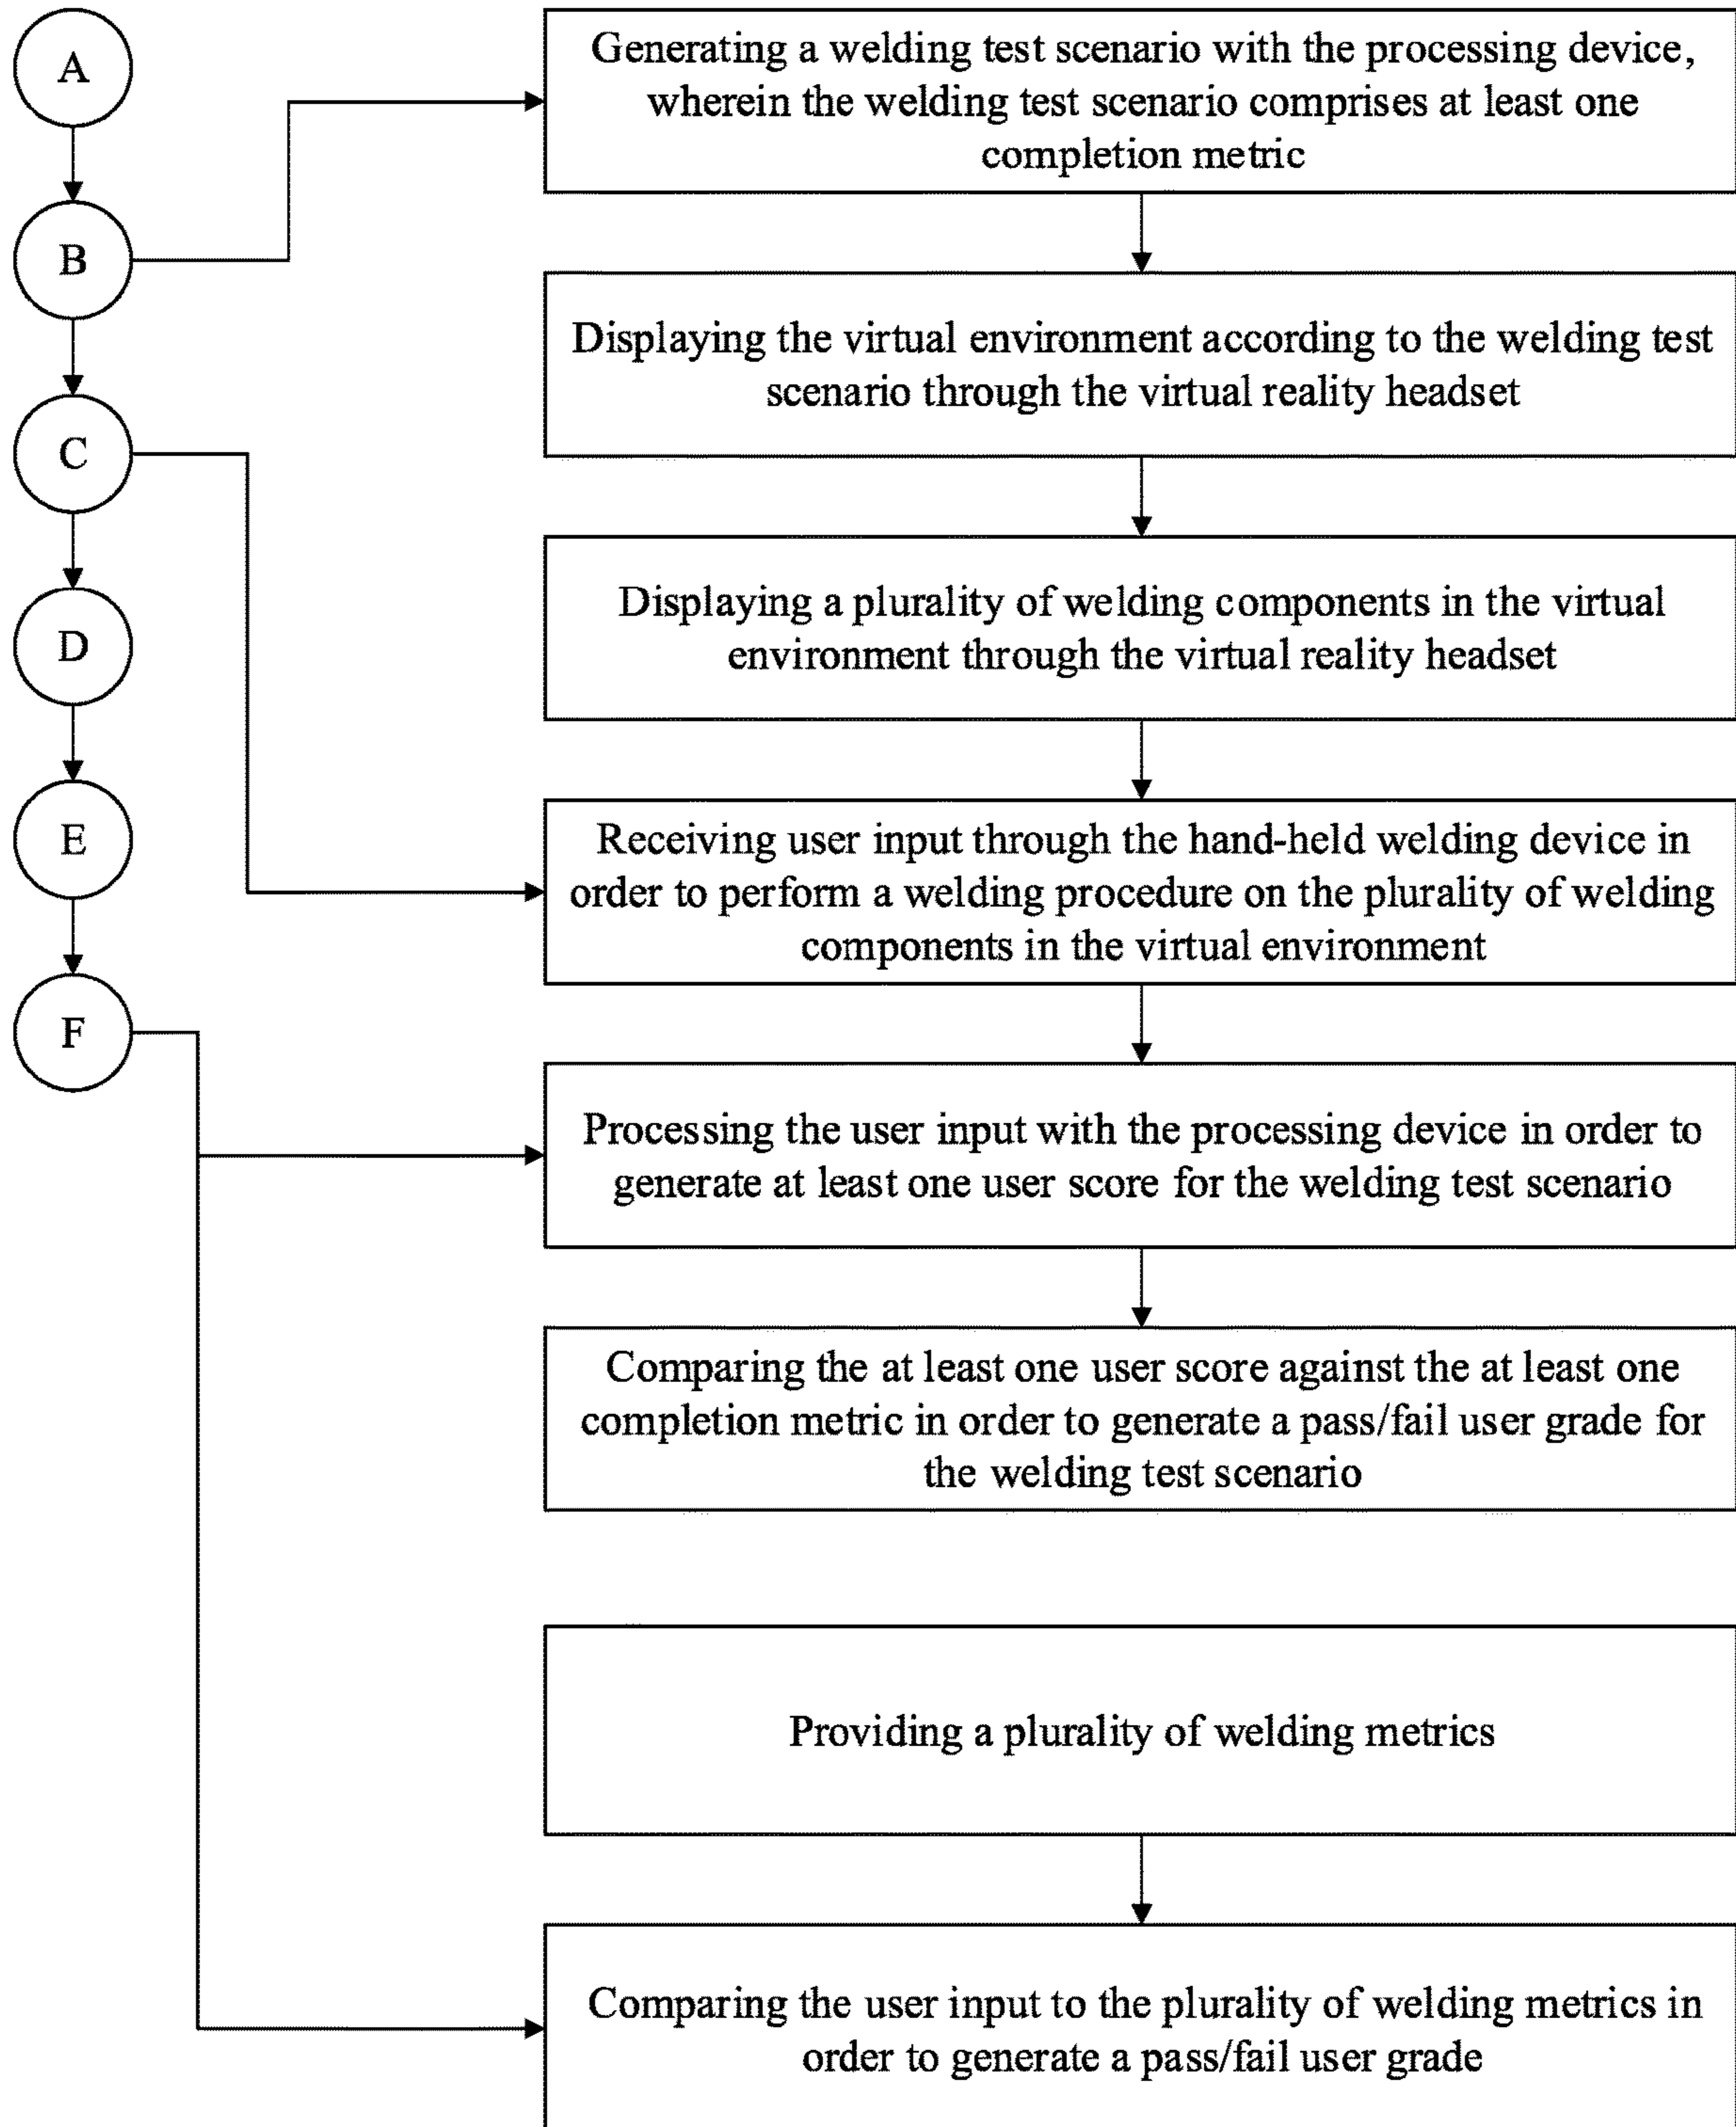 A
B
C
D
E
F
Generating a welding test scenario with the processing device,
wherein the welding test scenario comprises at least one
completion metric
Displaying the virtual environment according to the welding test
scenario through the virtual reality headset
Displaying a plurality of welding components in the virtual
environment through the virtual reality headset
Receiving user input through the hand-held welding device in
order to perform a welding procedure on the plurality of welding
components in the virtual environment
Processing the user input with the processing device in order to
generate at least one user score for the welding test scenario
Comparing the at least one user score against the at least one
completion metric in order to generate a pass/fail user grade for
the welding test scenario
Providing a plurality of welding metrics
Comparing the user input to the plurality of welding metrics in
order to generate a pass/fail user grade